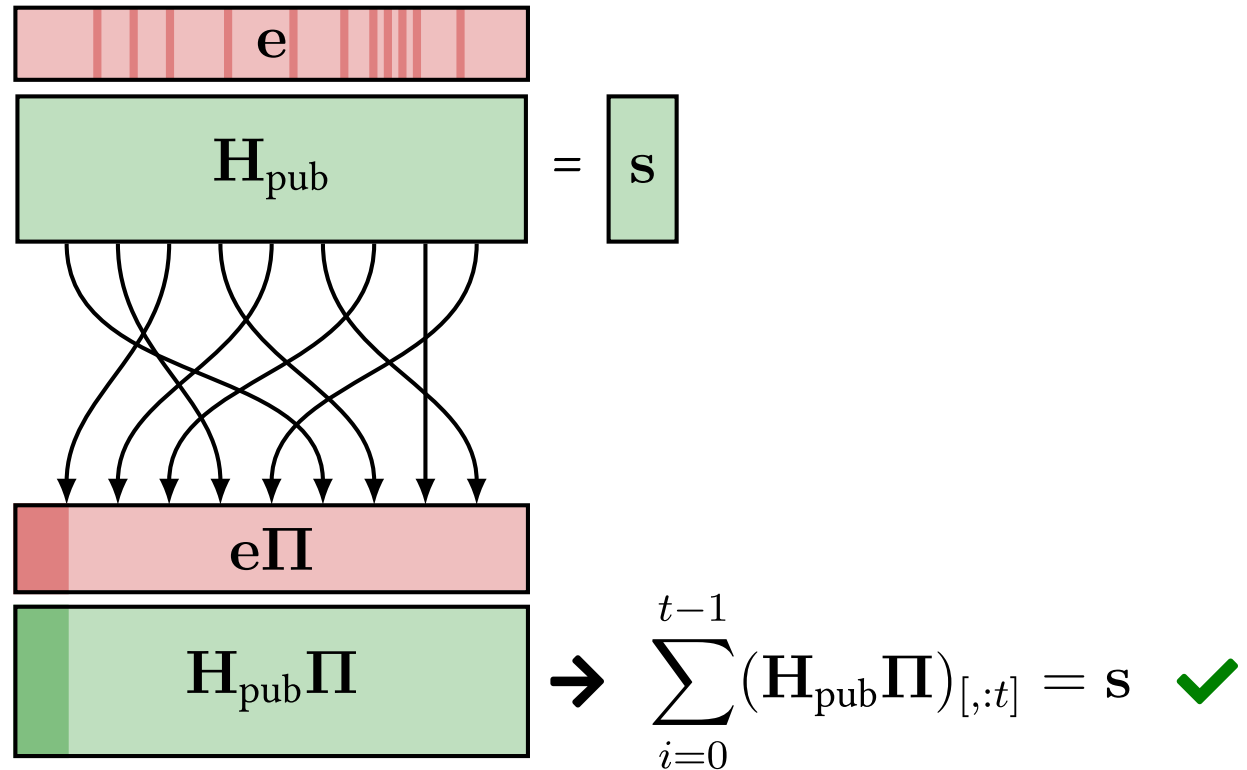 e
H_pub = s
eΠ
H_pubΠ → ∑_{i=0}^{t−1} (H_pubΠ)_{[,:t]} = s ✓